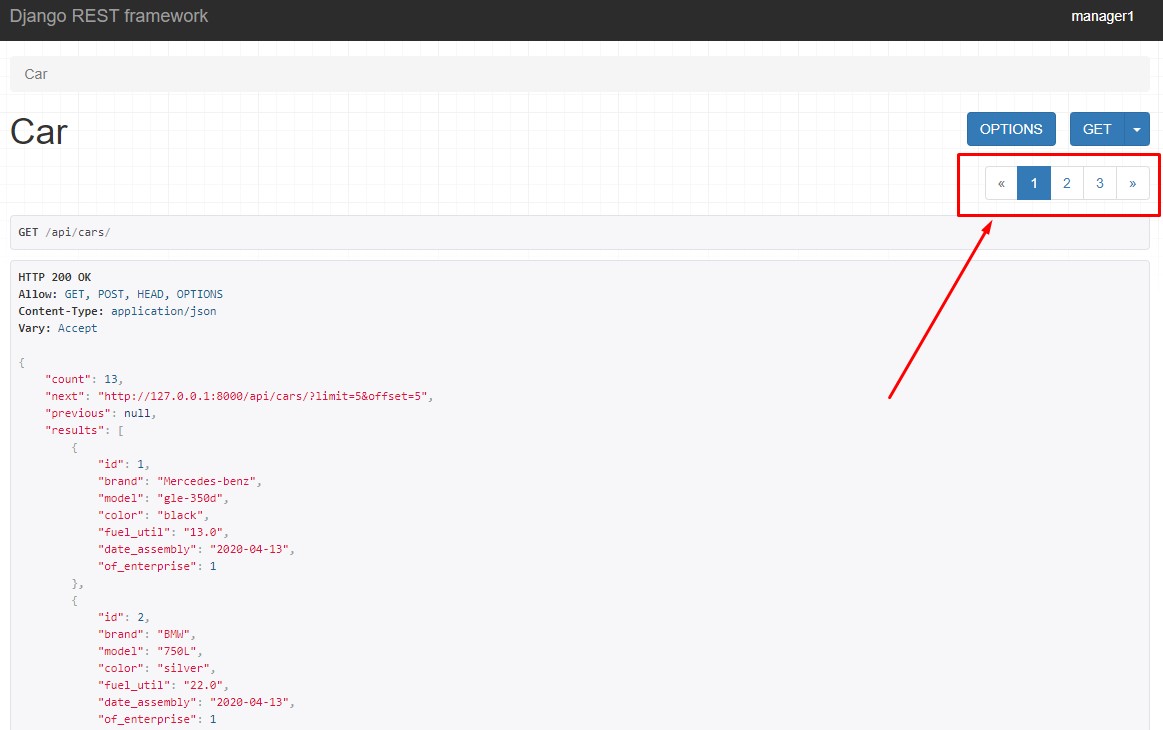 Django REST framework manager1
Car
Car
OPTIONS GET
« 1 2 3 »
GET /api/cars/
HTTP 200 OK
Allow: GET, POST, HEAD, OPTIONS
Content-Type: application/json
Vary: Accept
{
"count": 13,
"next": "http://127.0.0.1:8000/api/cars/?limit=5&offset=5",
"previous": null,
"results": [
{
"id": 1,
"brand": "Mercedes-benz",
"model": "gle-350d",
"color": "black",
"fuel_util": "13.0",
"date_assembly": "2020-04-13",
"of_enterprise": 1
},
{
"id": 2,
"brand": "BMW",
"model": "750L",
"color": "silver",
"fuel_util": "22.0",
"date_assembly": "2020-04-13",
"of_enterprise": 1